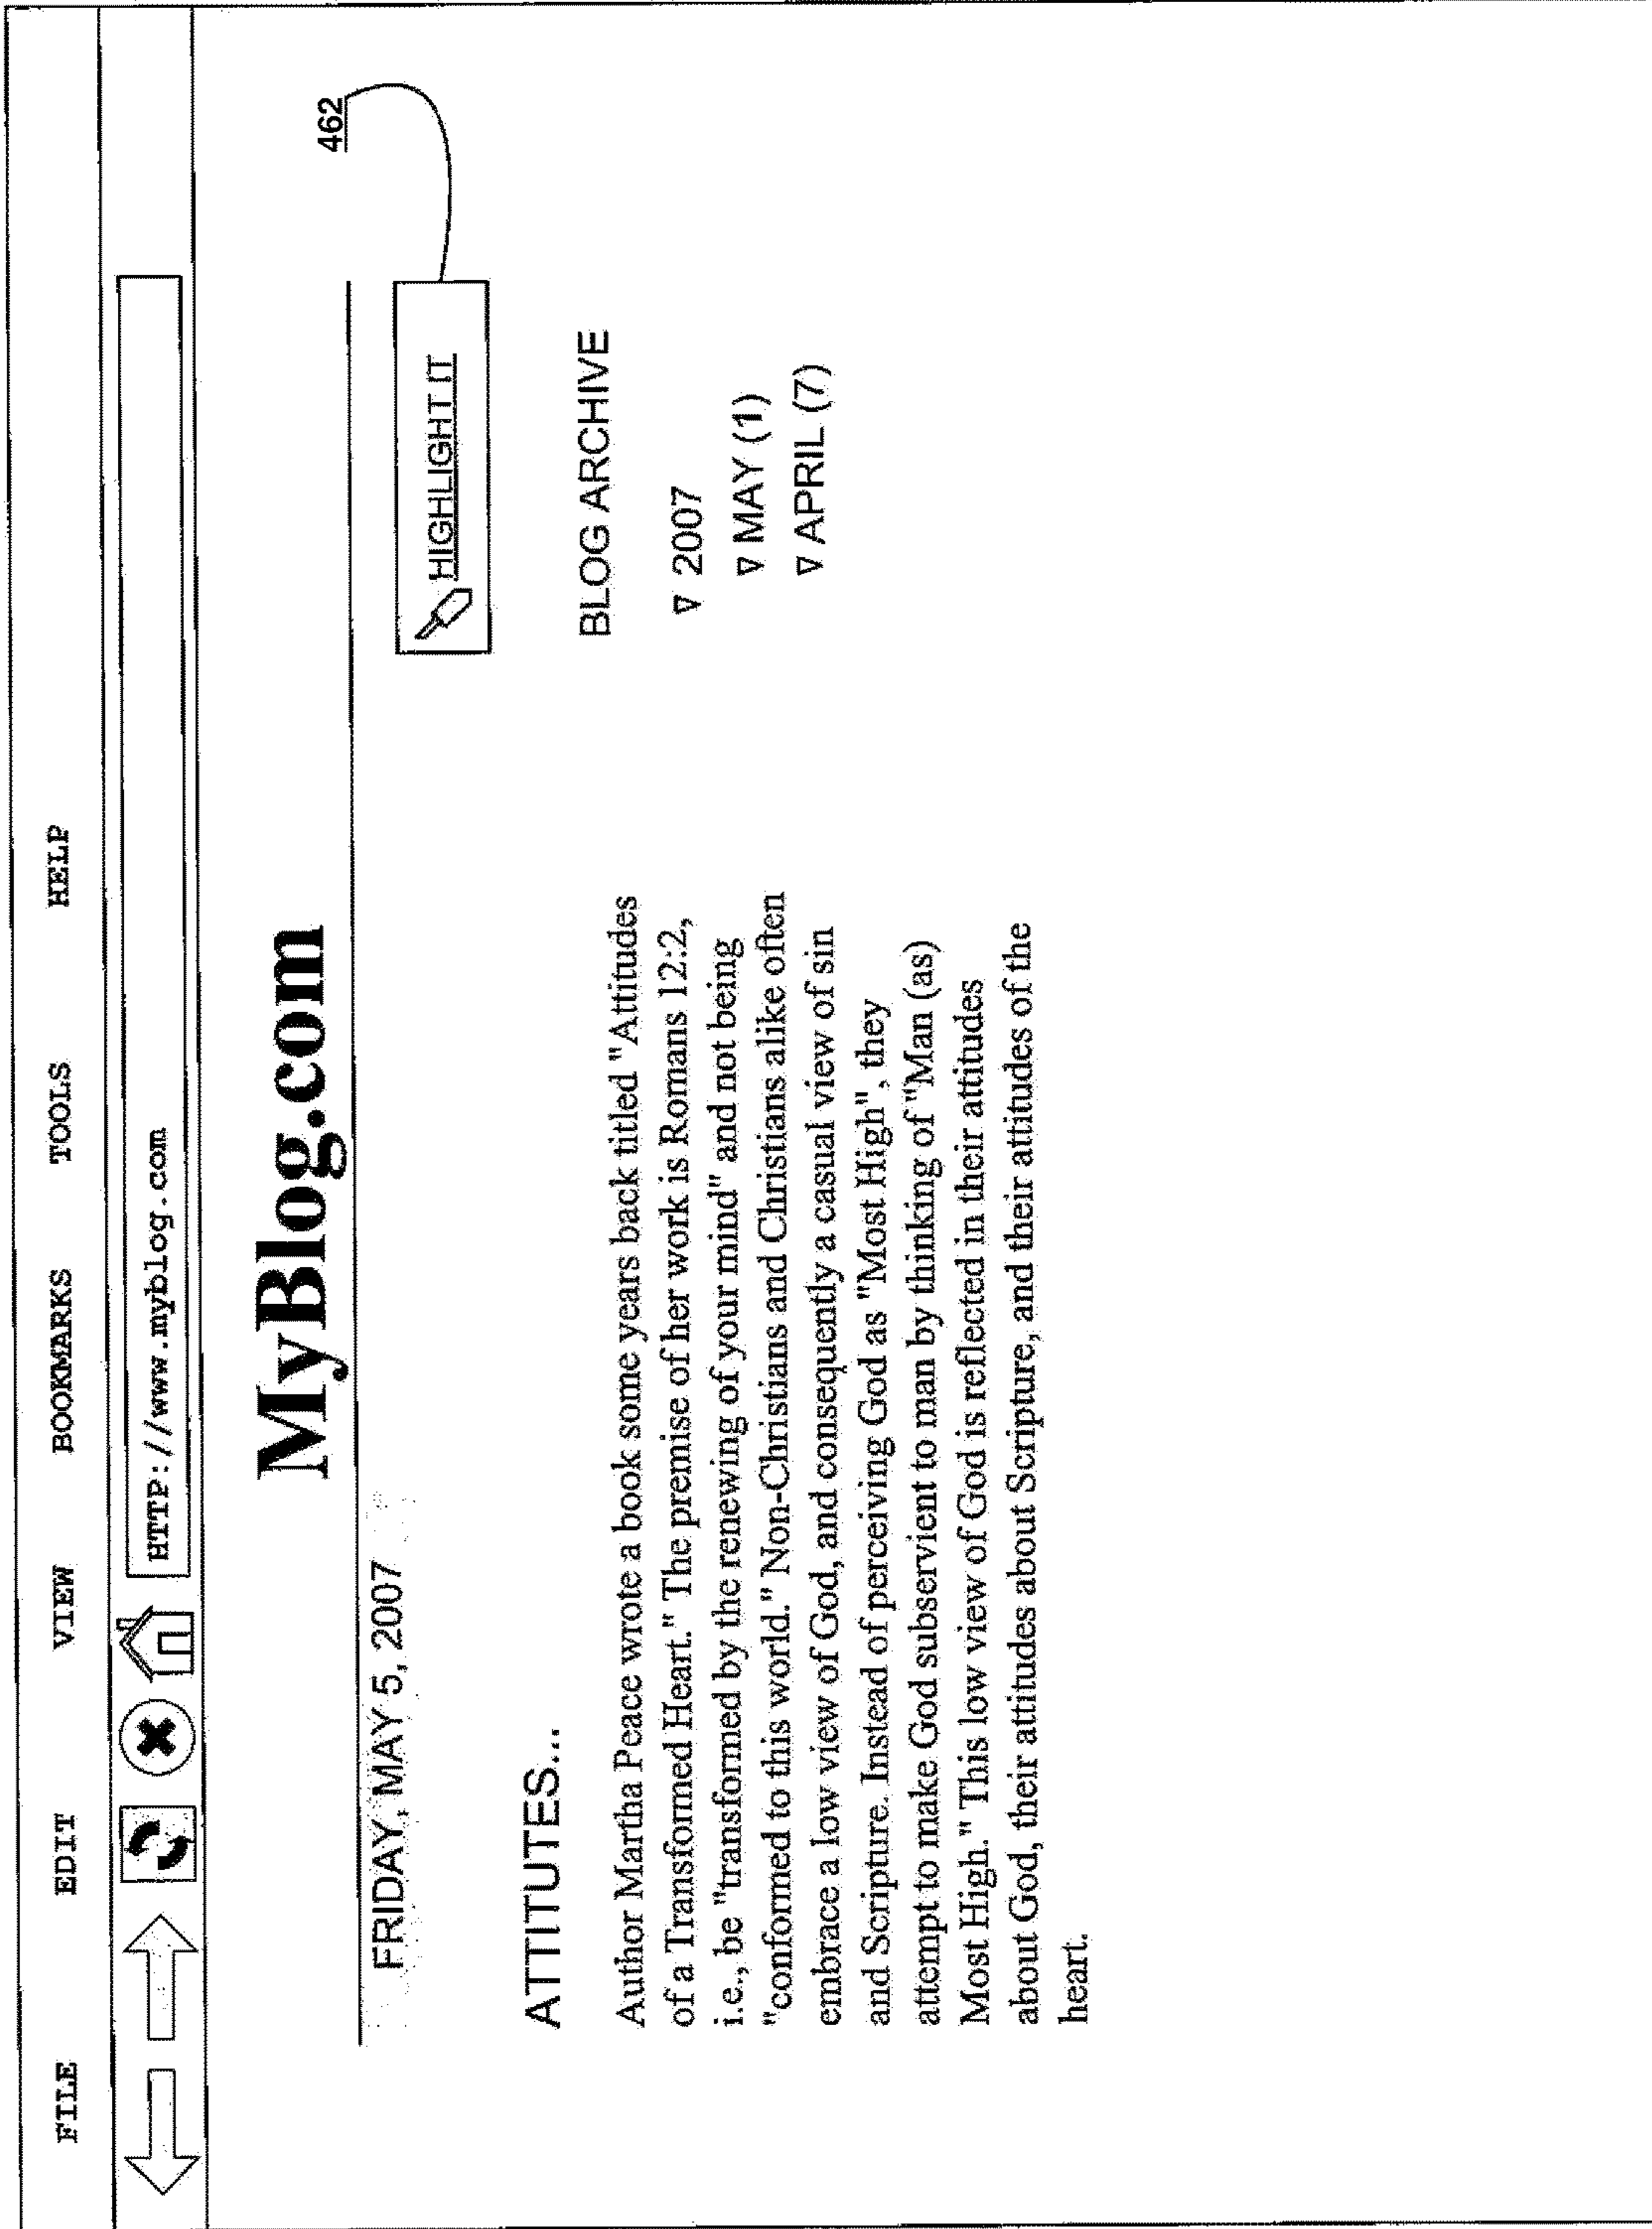 FILE EDIT VIEW BOOKMARKS TOOLS HELP
HTTP://www.myblog.com
MyBlog.com
462
FRIDAY, MAY 5, 2007
HIGHLIGHT IT
ATTITUTES...
Author Martha Peace wrote a book some years back titled "Attitudes
of a Transformed Heart." The premise of her work is Romans 12:2,
i.e., be "transformed by the renewing of your mind" and not being
"conformed to this world." Non-Christians and Christians alike often
embrace a low view of God, and consequently a casual view of sin
and Scripture. Instead of perceiving God as "Most High", they
attempt to make God subservient to man by thinking of "Man (as)
Most High." This low view of God is reflected in their attitudes
about God, their attitudes about Scripture, and their attitudes of the
heart.
BLOG ARCHIVE
∇ 2007
∇ MAY (1)
∇ APRIL (7)